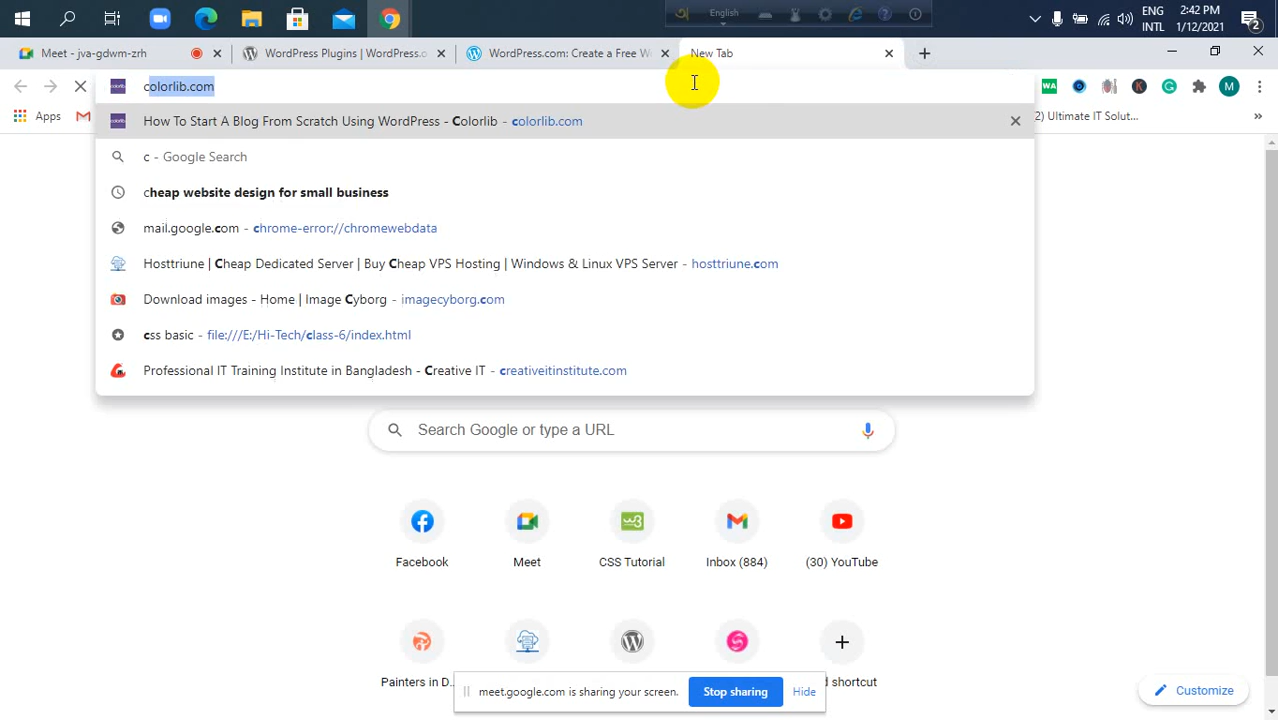 English
2:42 PM
INTL 1/12/2021
2
Meet - jva-gdwm-zrh
WordPress Plugins | WordPress.o
WordPress.com: Create a Free W
New Tab
colorlib.com
WA
K
M
Apps
2) Ultimate IT Solut...
How To Start A Blog From Scratch Using WordPress - Colorlib - colorlib.com
c - Google Search
cheap website design for small business
mail.google.com - chrome-error://chromewebdata
Hosttriune | Cheap Dedicated Server | Buy Cheap VPS Hosting | Windows & Linux VPS Server - hosttriune.com
Download images - Home | Image Cyborg - imagecyborg.com
css basic - file:///E:/Hi-Tech/class-6/index.html
Professional IT Training Institute in Bangladesh - Creative IT - creativeitinstitute.com
Search Google or type a URL
Facebook
Meet
CSS Tutorial
Inbox (884)
(30) YouTube
Painters in D...
d shortcut
meet.google.com is sharing your screen.
Stop sharing
Hide
Customize